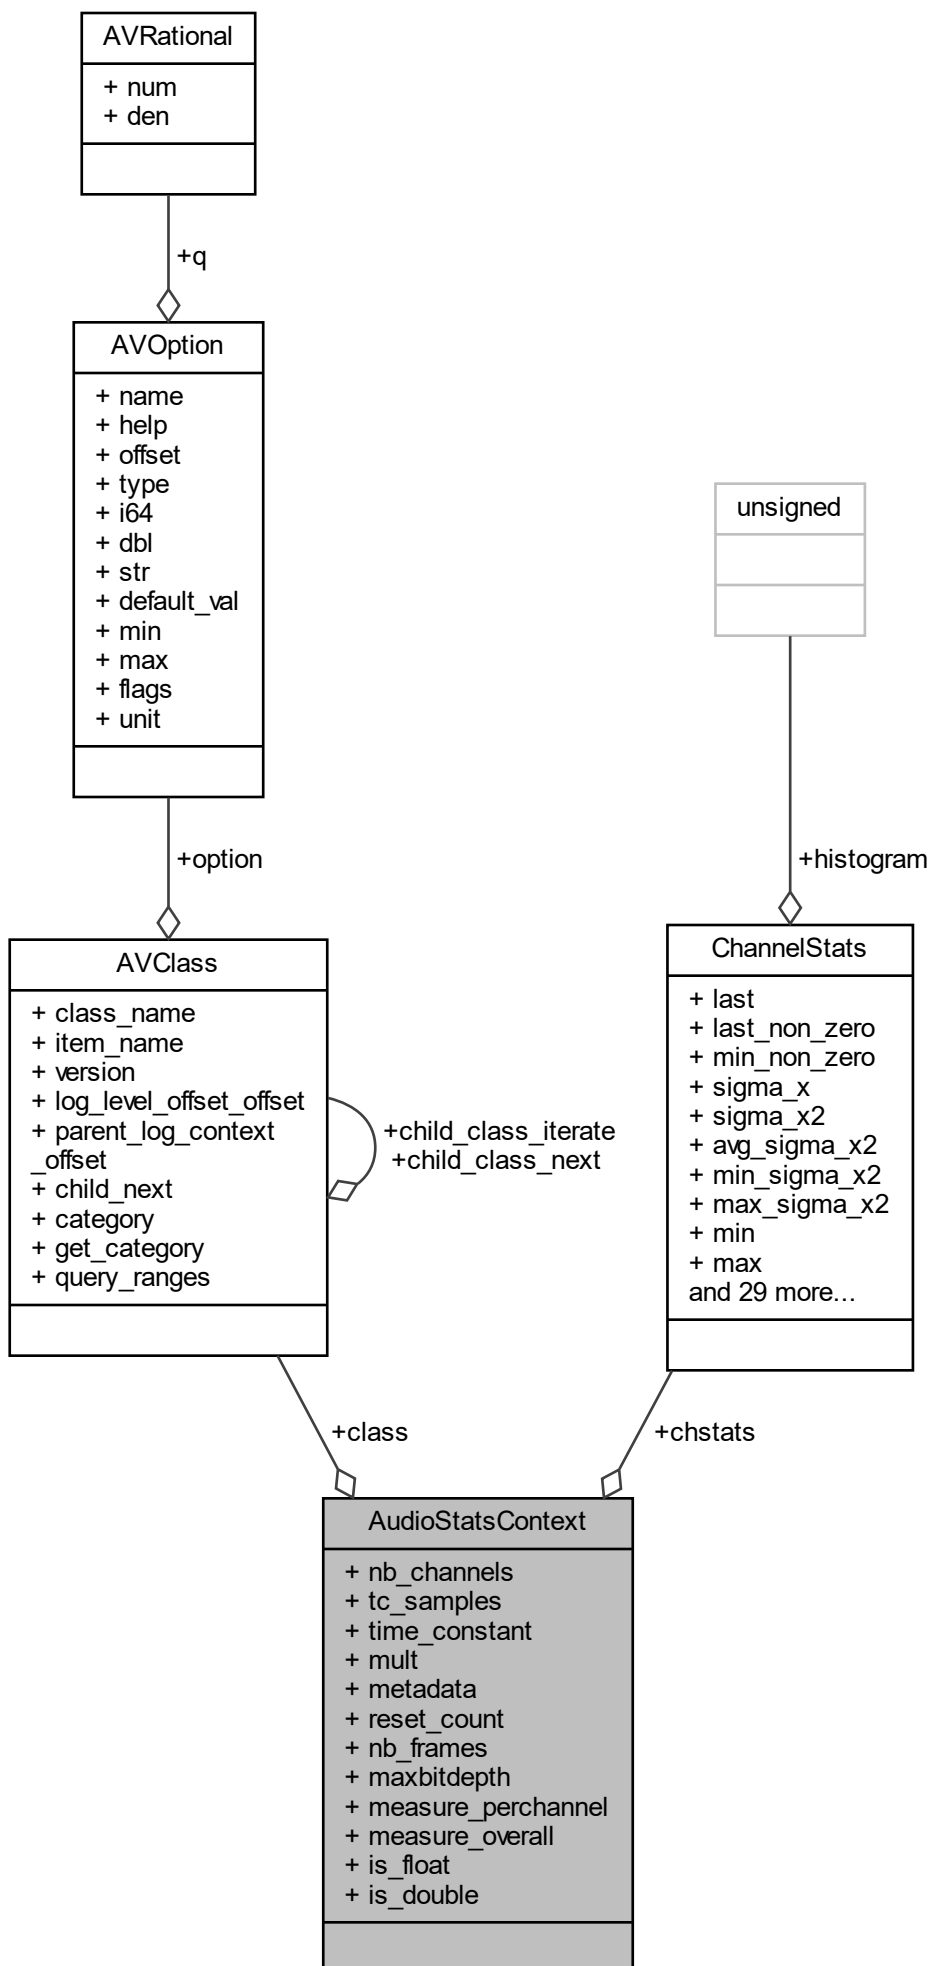 AVRational
+ num
+ den
+q
AVOption
+ name
+ help
+ offset
+ type
+ i64
+ dbl
+ str
+ default_val
+ min
+ max
+ flags
+ unit
+option
unsigned
+histogram
AVClass
+ class_name
+ item_name
+ version
+ log_level_offset_offset
+ parent_log_context
_offset
+ child_next
+ category
+ get_category
+ query_ranges
+child_class_iterate
+child_class_next
ChannelStats
+ last
+ last_non_zero
+ min_non_zero
+ sigma_x
+ sigma_x2
+ avg_sigma_x2
+ min_sigma_x2
+ max_sigma_x2
+ min
+ max
and 29 more...
+class
+chstats
AudioStatsContext
+ nb_channels
+ tc_samples
+ time_constant
+ mult
+ metadata
+ reset_count
+ nb_frames
+ maxbitdepth
+ measure_perchannel
+ measure_overall
+ is_float
+ is_double